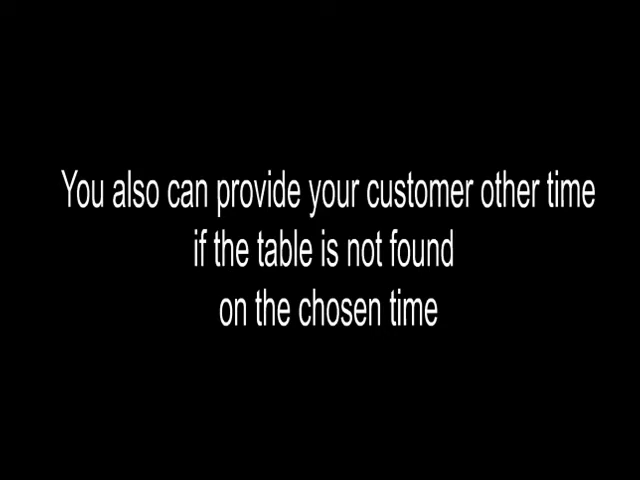 You also can provide your customer other time
if the table is not found
on the chosen time